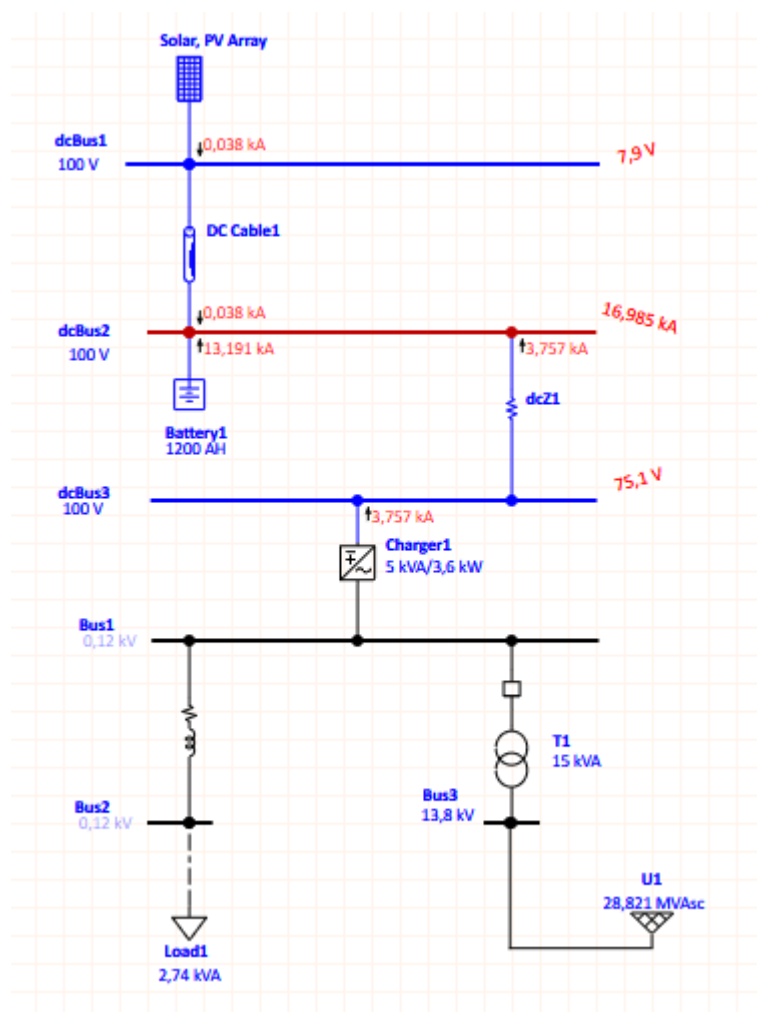 Solar, PV Array
dcBus1
100 V
0,038 kA
7,9 V
DC Cable1
0,038 kA
16,985 kA
dcBus2
100 V
13,191 kA
3,757 kA
dcZ1
Battery1
1200 AH
dcBus3
100 V
75,1 V
3,757 kA
Charger1
5 kVA/3,6 kW
Bus1
0,12 kV
T1
15 kVA
Bus2
0,12 kV
Bus3
13,8 kV
U1
28,821 MVAsc
Load1
2,74 kVA